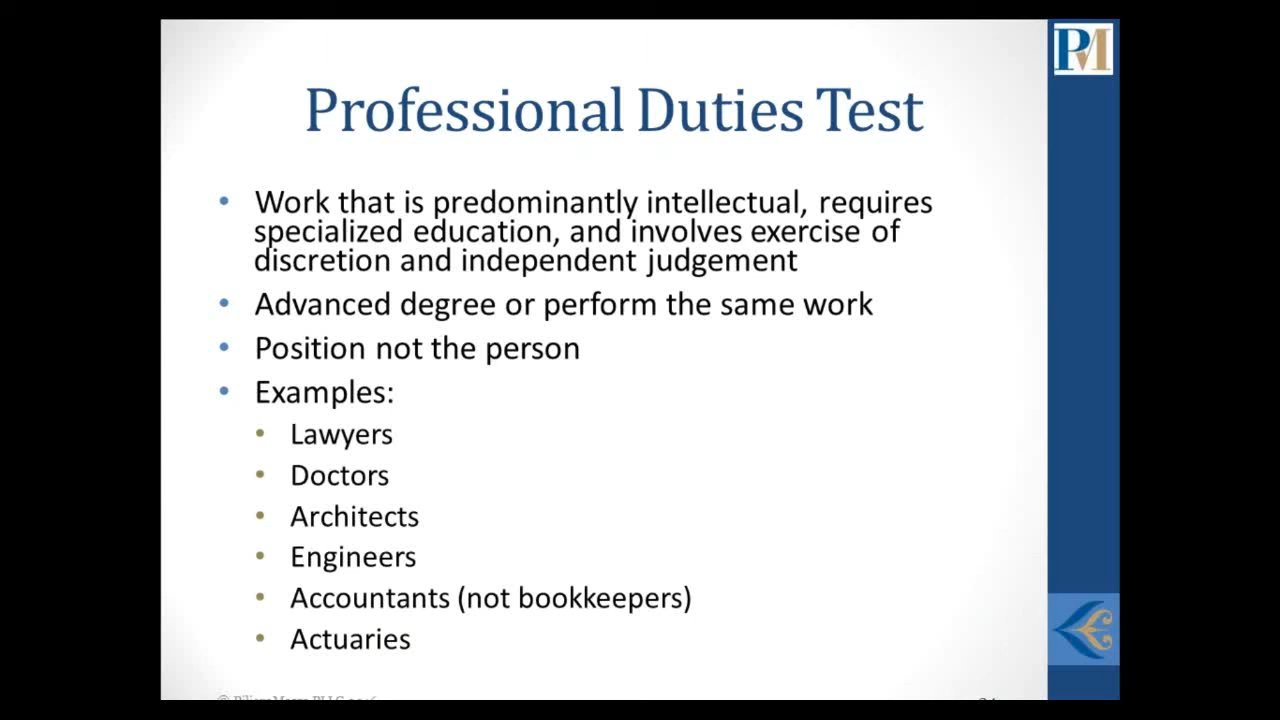 PM
Professional Duties Test
• Work that is predominantly intellectual, requires
specialized education, and involves exercise of
discretion and independent judgement
• Advanced degree or perform the same work
• Position not the person
• Examples:
• Lawyers
• Doctors
• Architects
• Engineers
• Accountants (not bookkeepers)
• Actuaries